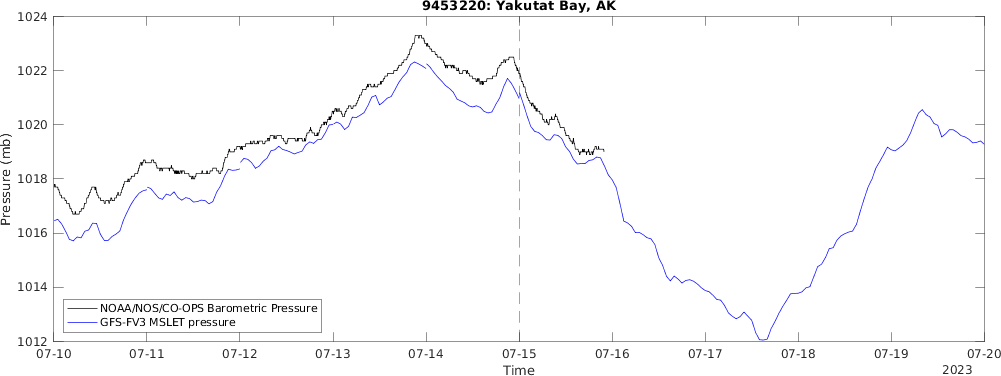 9453220: Yakutat Bay, AK
1024
1022
1020
1018
1016
1014
1012
Pressure (mb)
NOAA/NOS/CO-OPS Barometric Pressure
GFS-FV3 MSLET pressure
07-10 07-11 07-12 07-13 07-14 07-15 07-16 07-17 07-18 07-19 07-20
Time
2023